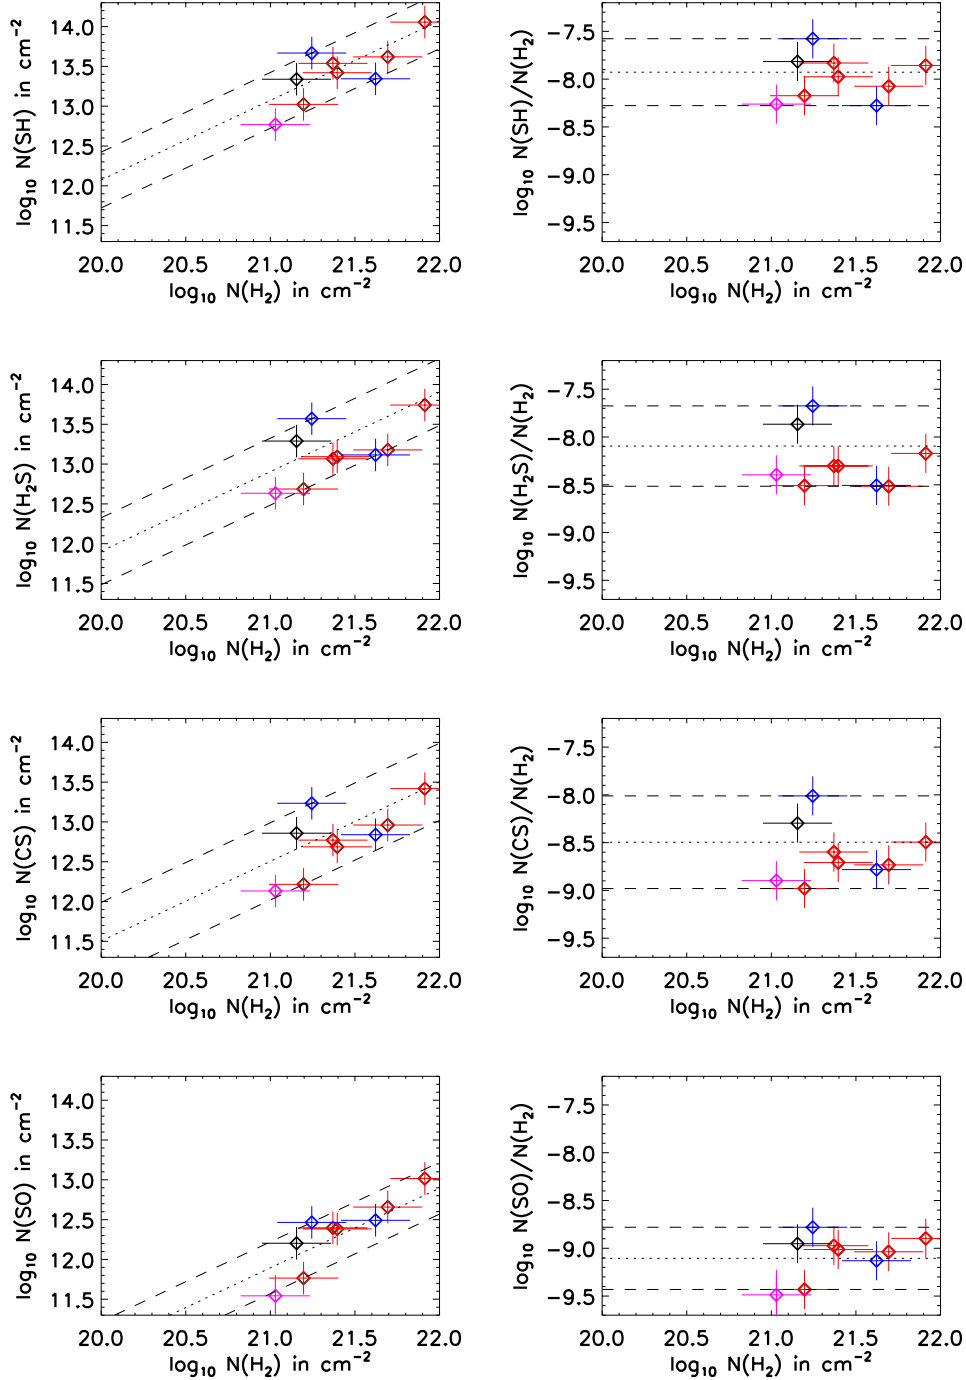 log₁₀ N(SH) in cm⁻²
14.0
13.5
13.0
12.5
12.0
11.5
20.0 20.5 21.0 21.5 22.0
log₁₀ N(H₂) in cm⁻²
log₁₀ N(SH)/N(H₂)
−7.5
−8.0
−8.5
−9.0
−9.5
20.0 20.5 21.0 21.5 22.0
log₁₀ N(H₂) in cm⁻²
log₁₀ N(H₂S) in cm⁻²
14.0
13.5
13.0
12.5
12.0
11.5
20.0 20.5 21.0 21.5 22.0
log₁₀ N(H₂) in cm⁻²
log₁₀ N(H₂S)/N(H₂)
−7.5
−8.0
−8.5
−9.0
−9.5
20.0 20.5 21.0 21.5 22.0
log₁₀ N(H₂) in cm⁻²
log₁₀ N(CS) in cm⁻²
14.0
13.5
13.0
12.5
12.0
11.5
20.0 20.5 21.0 21.5 22.0
log₁₀ N(H₂) in cm⁻²
log₁₀ N(CS)/N(H₂)
−7.5
−8.0
−8.5
−9.0
−9.5
20.0 20.5 21.0 21.5 22.0
log₁₀ N(H₂) in cm⁻²
log₁₀ N(SO) in cm⁻²
14.0
13.5
13.0
12.5
12.0
11.5
20.0 20.5 21.0 21.5 22.0
log₁₀ N(H₂) in cm⁻²
log₁₀ N(SO)/N(H₂)
−7.5
−8.0
−8.5
−9.0
−9.5
20.0 20.5 21.0 21.5 22.0
log₁₀ N(H₂) in cm⁻²